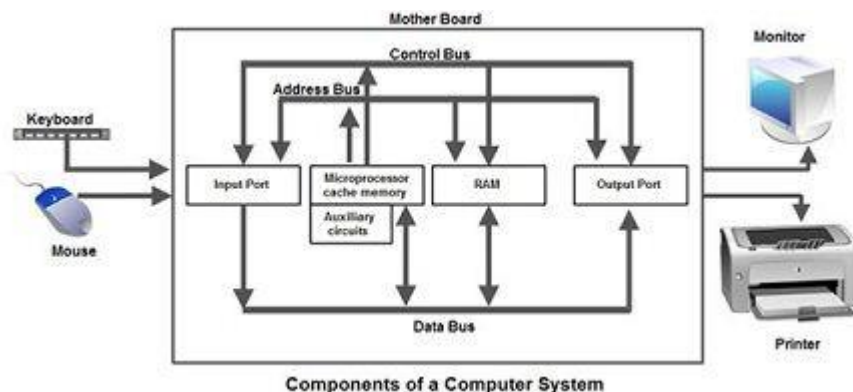 Mother Board
Control Bus
Monitor
Address Bus
Keyboard
Input Port
Microprocessor
cache memory
RAM
Output Port
Auxiliary
circuits
Mouse
Data Bus
Printer
Components of a Computer System